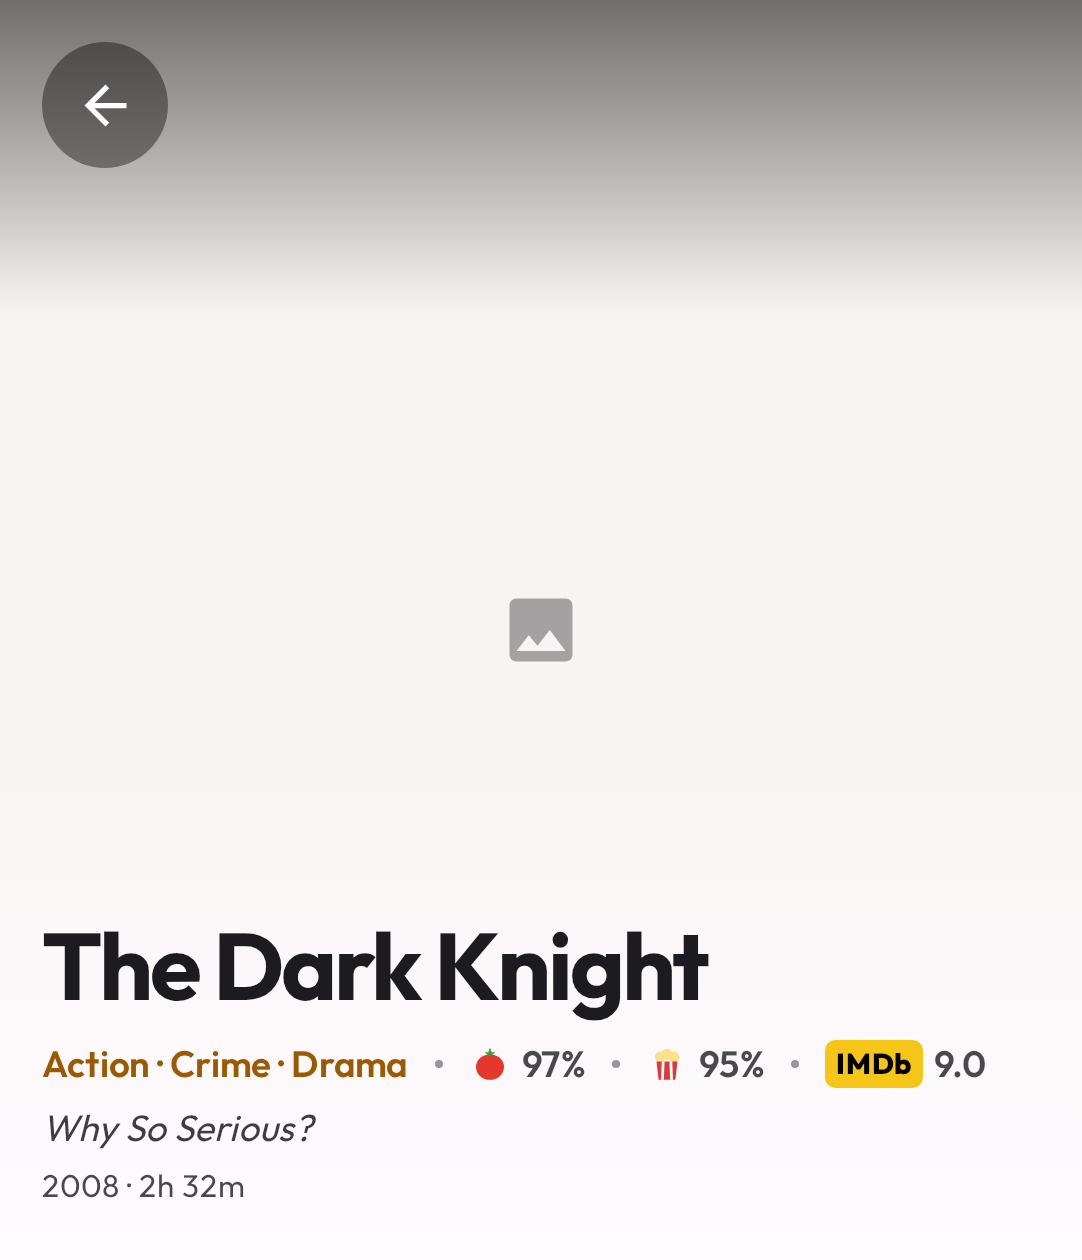 The Dark Knight
Action · Crime · Drama • 97% • 95% • IMDb 9.0
Why So Serious?
2008 · 2h 32m